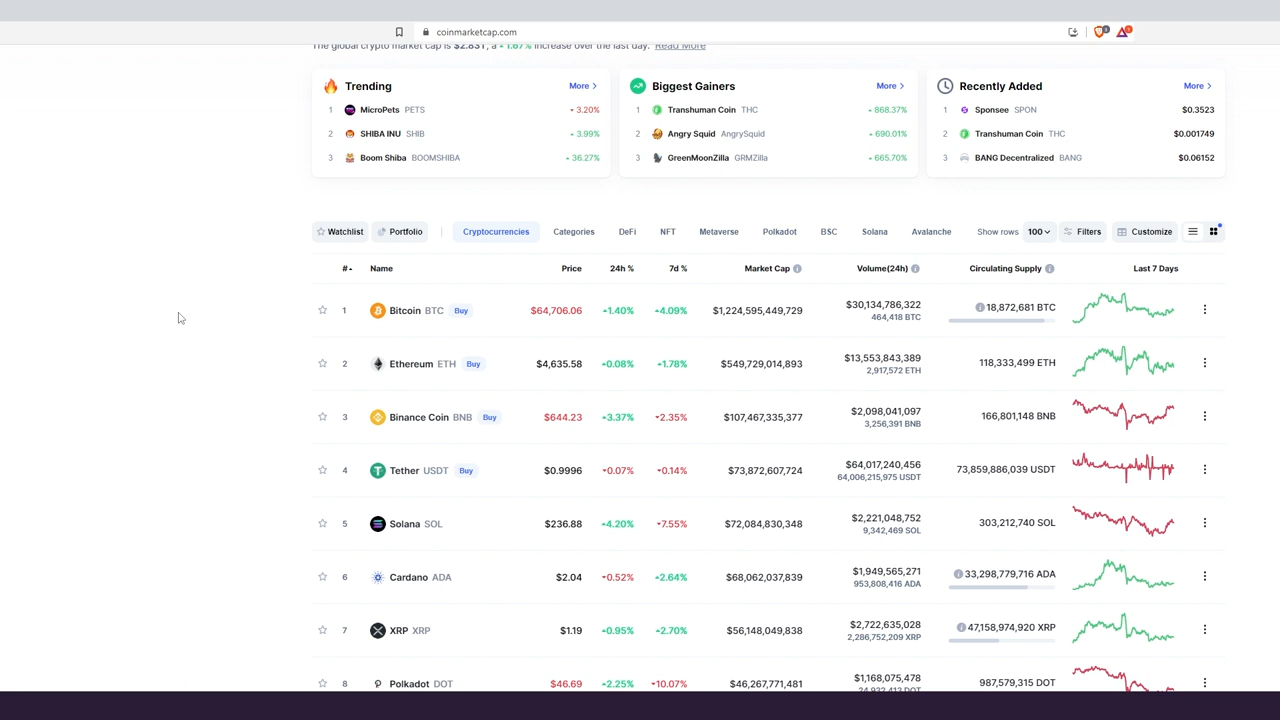 coinmarketcap.com
The global crypto market cap is $2.83T, a 1.67% increase over the last day. Read More
Trending More >
1 MicroPets PETS 3.20%
2 SHIBA INU SHIB 3.99%
3 Boom Shiba BOOMSHIBA 36.27%
Biggest Gainers More >
1 Transhuman Coin THC 868.37%
2 Angry Squid AngrySquid 690.01%
3 GreenMoonZilla GRMZilla 665.70%
Recently Added More >
1 Sponsee SPON $0.3523
2 Transhuman Coin THC $0.001749
3 BANG Decentralized BANG $0.06152
Watchlist Portfolio Cryptocurrencies Categories DeFi NFT Metaverse Polkadot BSC Solana Avalanche Show rows 100 Filters Customize
# Name Price 24h % 7d % Market Cap Volume(24h) Circulating Supply Last 7 Days
1 Bitcoin BTC Buy $64,706.06 1.40% 4.09% $1,224,595,449,729 $30,134,786,322 18,872,681 BTC
464,418 BTC
2 Ethereum ETH Buy $4,635.58 0.08% 1.78% $549,729,014,893 $13,553,843,389 118,333,499 ETH
2,917,572 ETH
3 Binance Coin BNB Buy $644.23 3.37% 2.35% $107,467,335,377 $2,098,041,097 166,801,148 BNB
3,256,391 BNB
4 Tether USDT Buy $0.9996 0.07% 0.14% $73,872,607,724 $64,017,240,456 73,859,886,039 USDT
64,006,215,975 USDT
5 Solana SOL $236.88 4.20% 7.55% $72,084,830,348 $2,221,048,752 303,212,740 SOL
9,342,469 SOL
6 Cardano ADA $2.04 0.52% 2.64% $68,062,037,839 $1,949,565,271 33,298,779,716 ADA
953,808,416 ADA
7 XRP XRP $1.19 0.95% 2.70% $56,148,049,838 $2,722,635,028 47,158,974,920 XRP
2,286,752,209 XRP
8 Polkadot DOT $46.69 2.25% 10.07% $46,267,771,481 $1,168,075,478 987,579,315 DOT
24,932,413 DOT